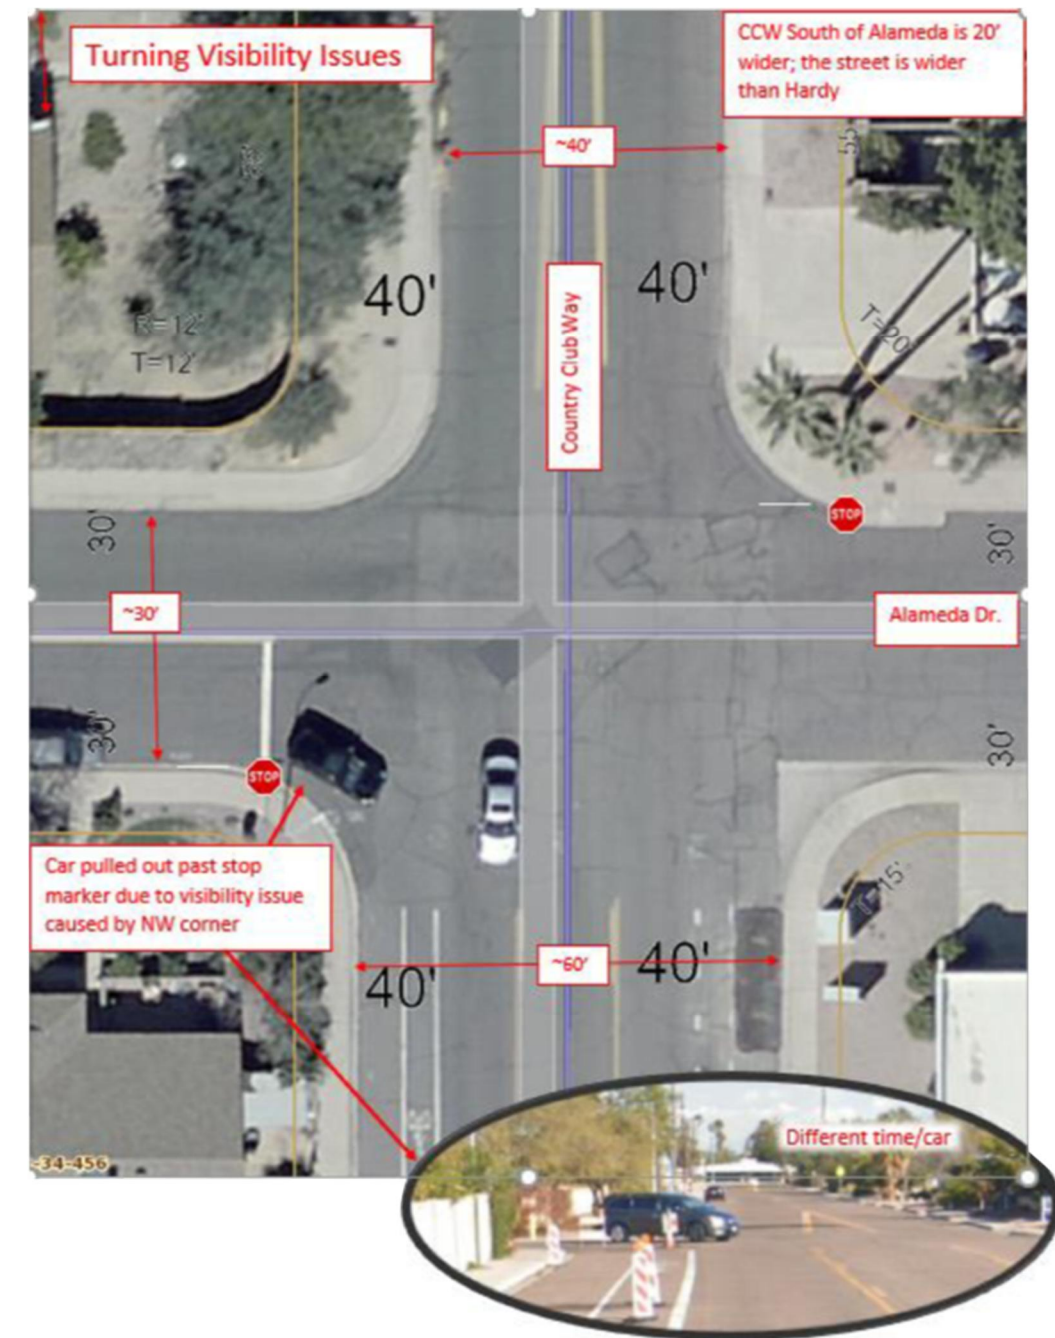 Turning Visibility Issues
CCW South of Alameda is 20'
wider; the street is wider
than Hardy
55'
~40'
40'
40'
Country Club Way
R=12'
T=12'
T=20'
STOP
30'
30'
~30'
Alameda Dr.
30'
30'
STOP
Car pulled out past stop
marker due to visibility issue
caused by NW corner
T=15'
~60'
40'
40'
Different time/car
-34-456